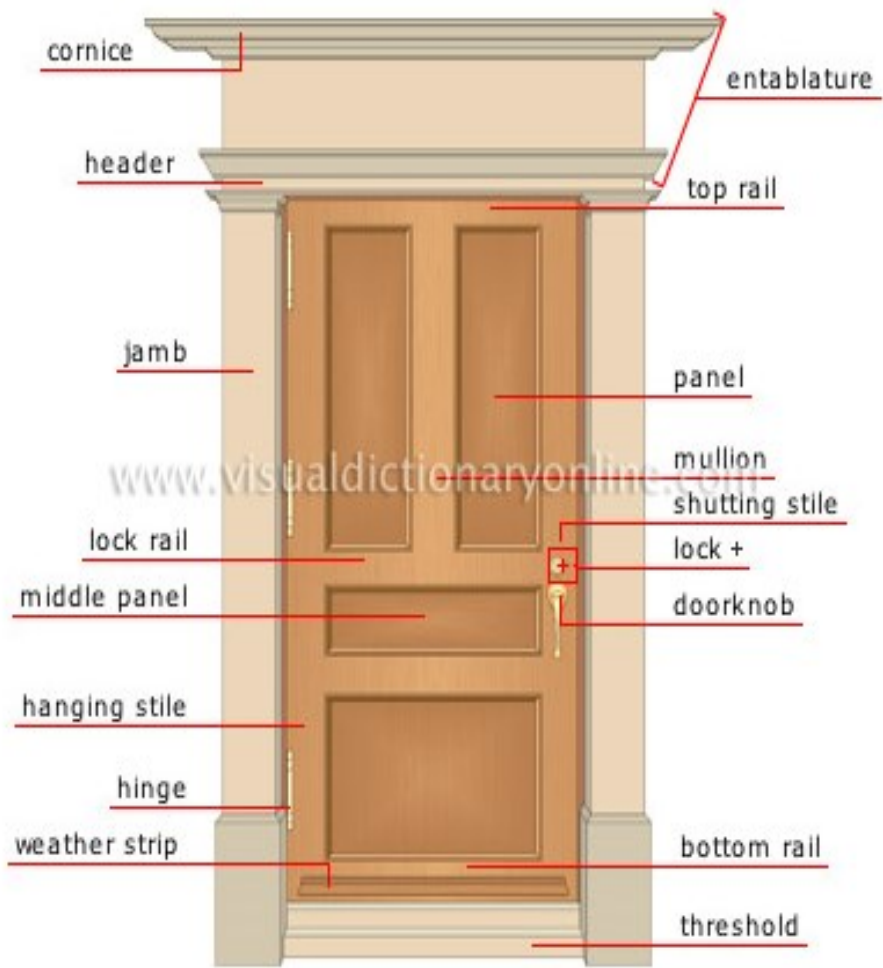 cornice
entablature
header
top rail
jamb
panel
www.visualdictionaryonline.com
mullion
shutting stile
lock rail
lock +
middle panel
doorknob
hanging stile
hinge
weather strip
bottom rail
threshold